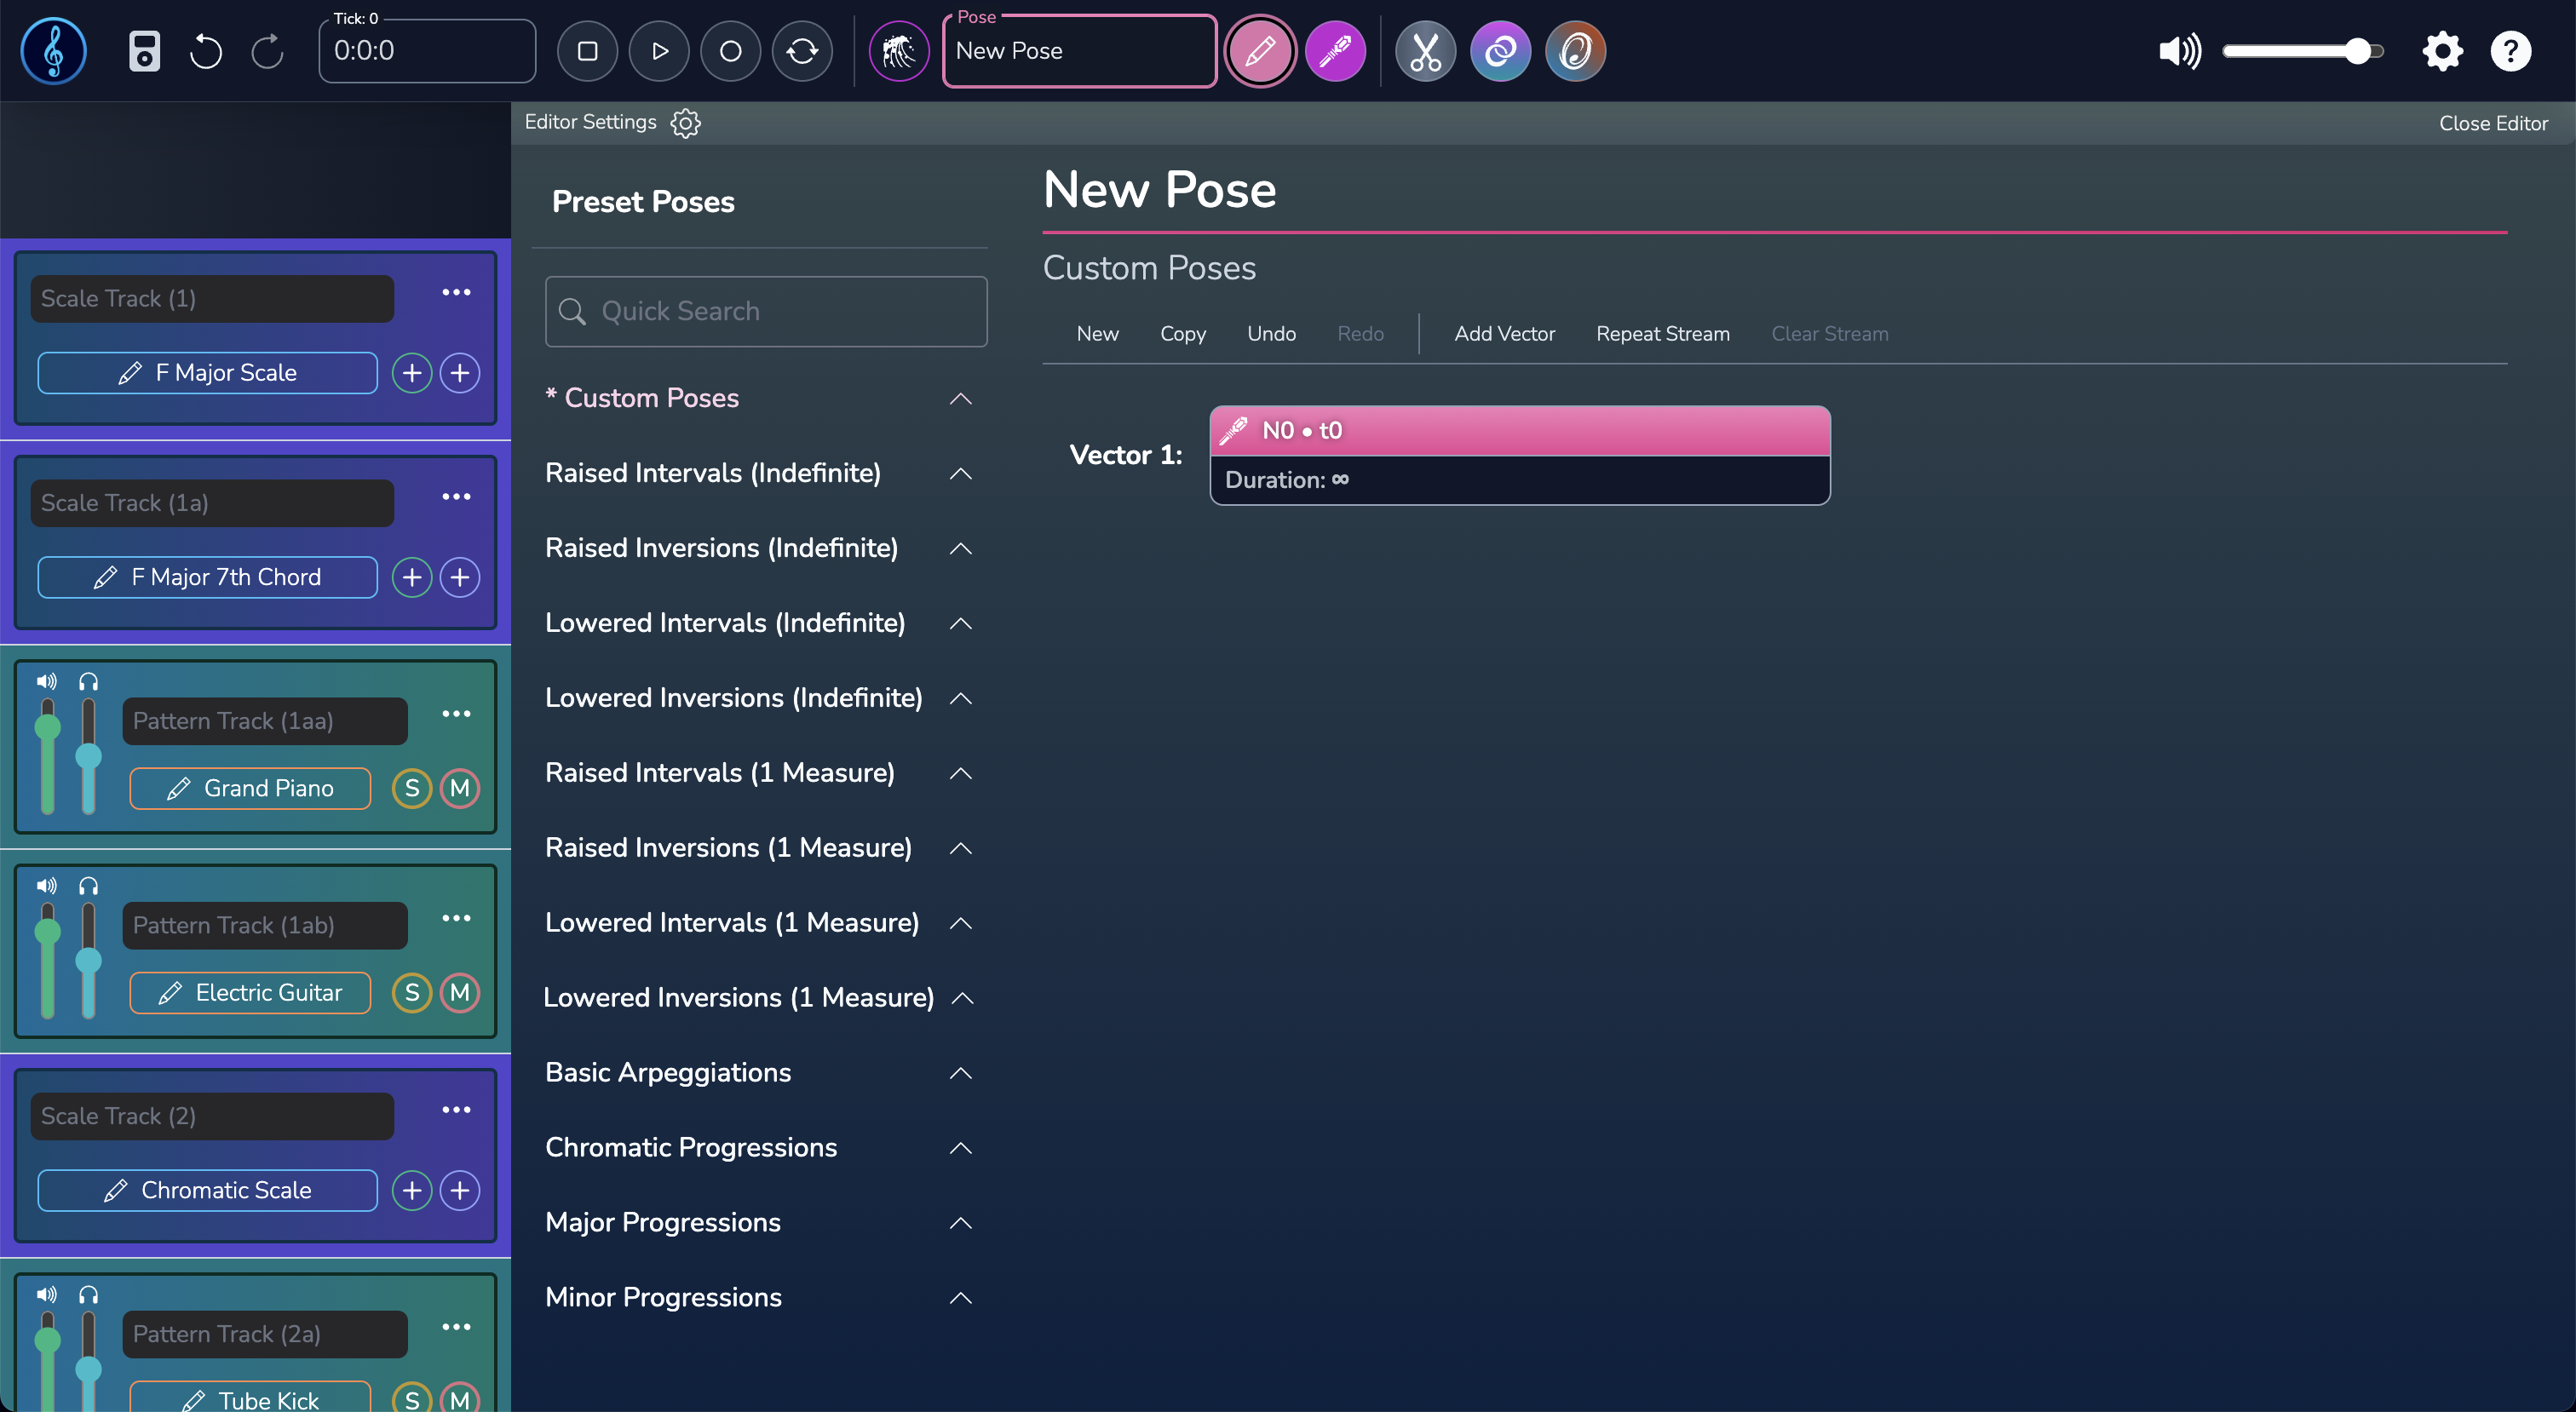 Tick: 0
0:0:0
Pose
New Pose
?
Editor Settings
Close Editor
Scale Track (1)
F Major Scale
Scale Track (1a)
F Major 7th Chord
Pattern Track (1aa)
Grand Piano
S
M
Pattern Track (1ab)
Electric Guitar
S
M
Scale Track (2)
Chromatic Scale
Pattern Track (2a)
Tube Kick
S
M
Preset Poses
Quick Search
* Custom Poses
Raised Intervals (Indefinite)
Raised Inversions (Indefinite)
Lowered Intervals (Indefinite)
Lowered Inversions (Indefinite)
Raised Intervals (1 Measure)
Raised Inversions (1 Measure)
Lowered Intervals (1 Measure)
Lowered Inversions (1 Measure)
Basic Arpeggiations
Chromatic Progressions
Major Progressions
Minor Progressions
New Pose
Custom Poses
New Copy Undo Redo Add Vector Repeat Stream Clear Stream
Vector 1:
N0 • t0
Duration: ∞